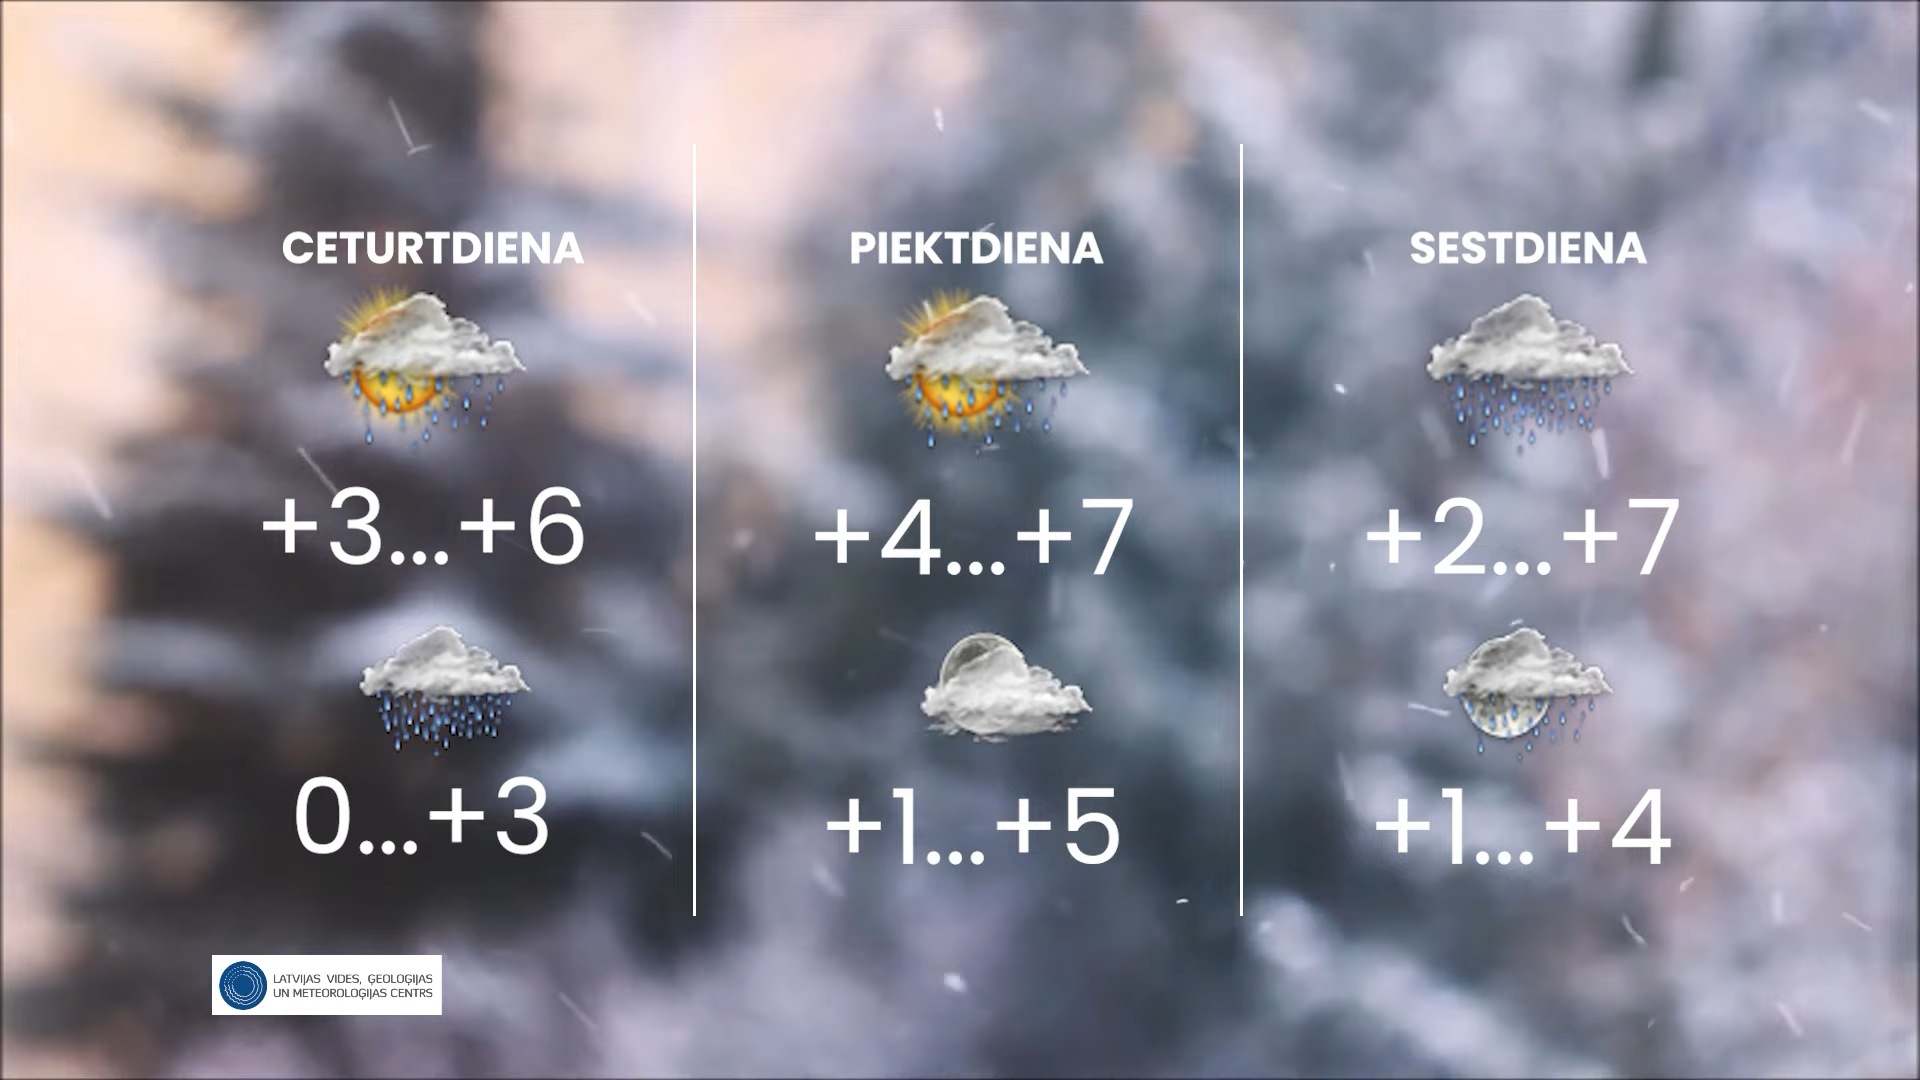 CETURTDIENA
+3...+6
0...+3
PIEKTDIENA
+4...+7
+1...+5
SESTDIENA
+2...+7
+1...+4
LATVIJAS VIDES, ĢEOLOĢIJAS
UN METEOROLOĢIJAS CENTRS